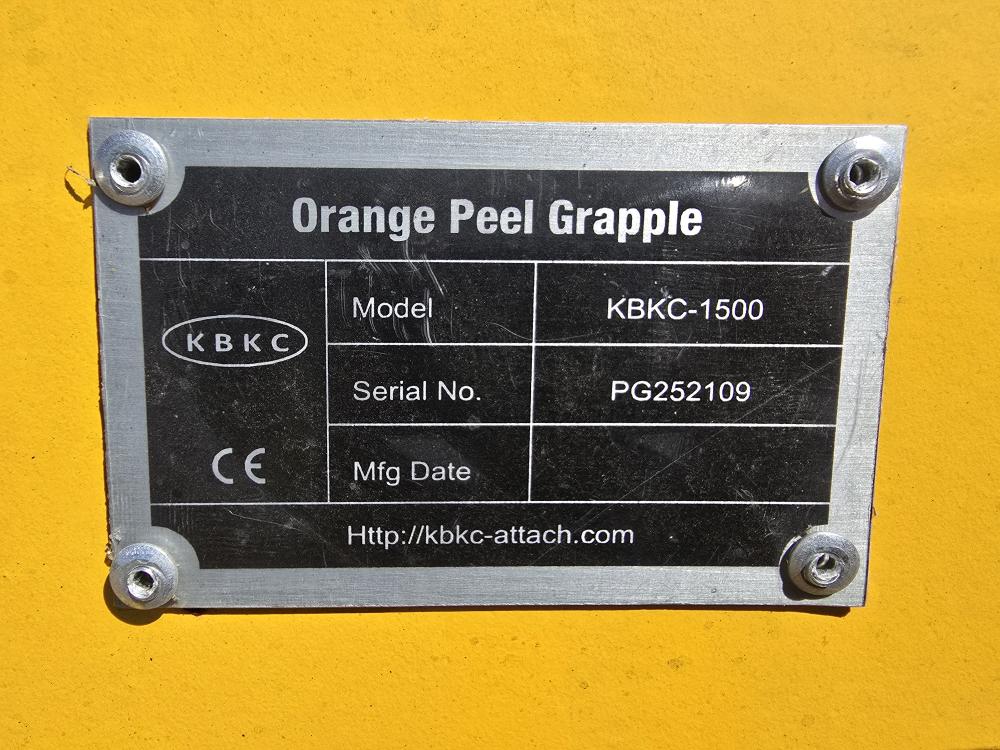 Orange Peel Grapple
KBKC
CE
Model KBKC-1500
Serial No. PG252109
Mfg Date
Http://kbkc-attach.com